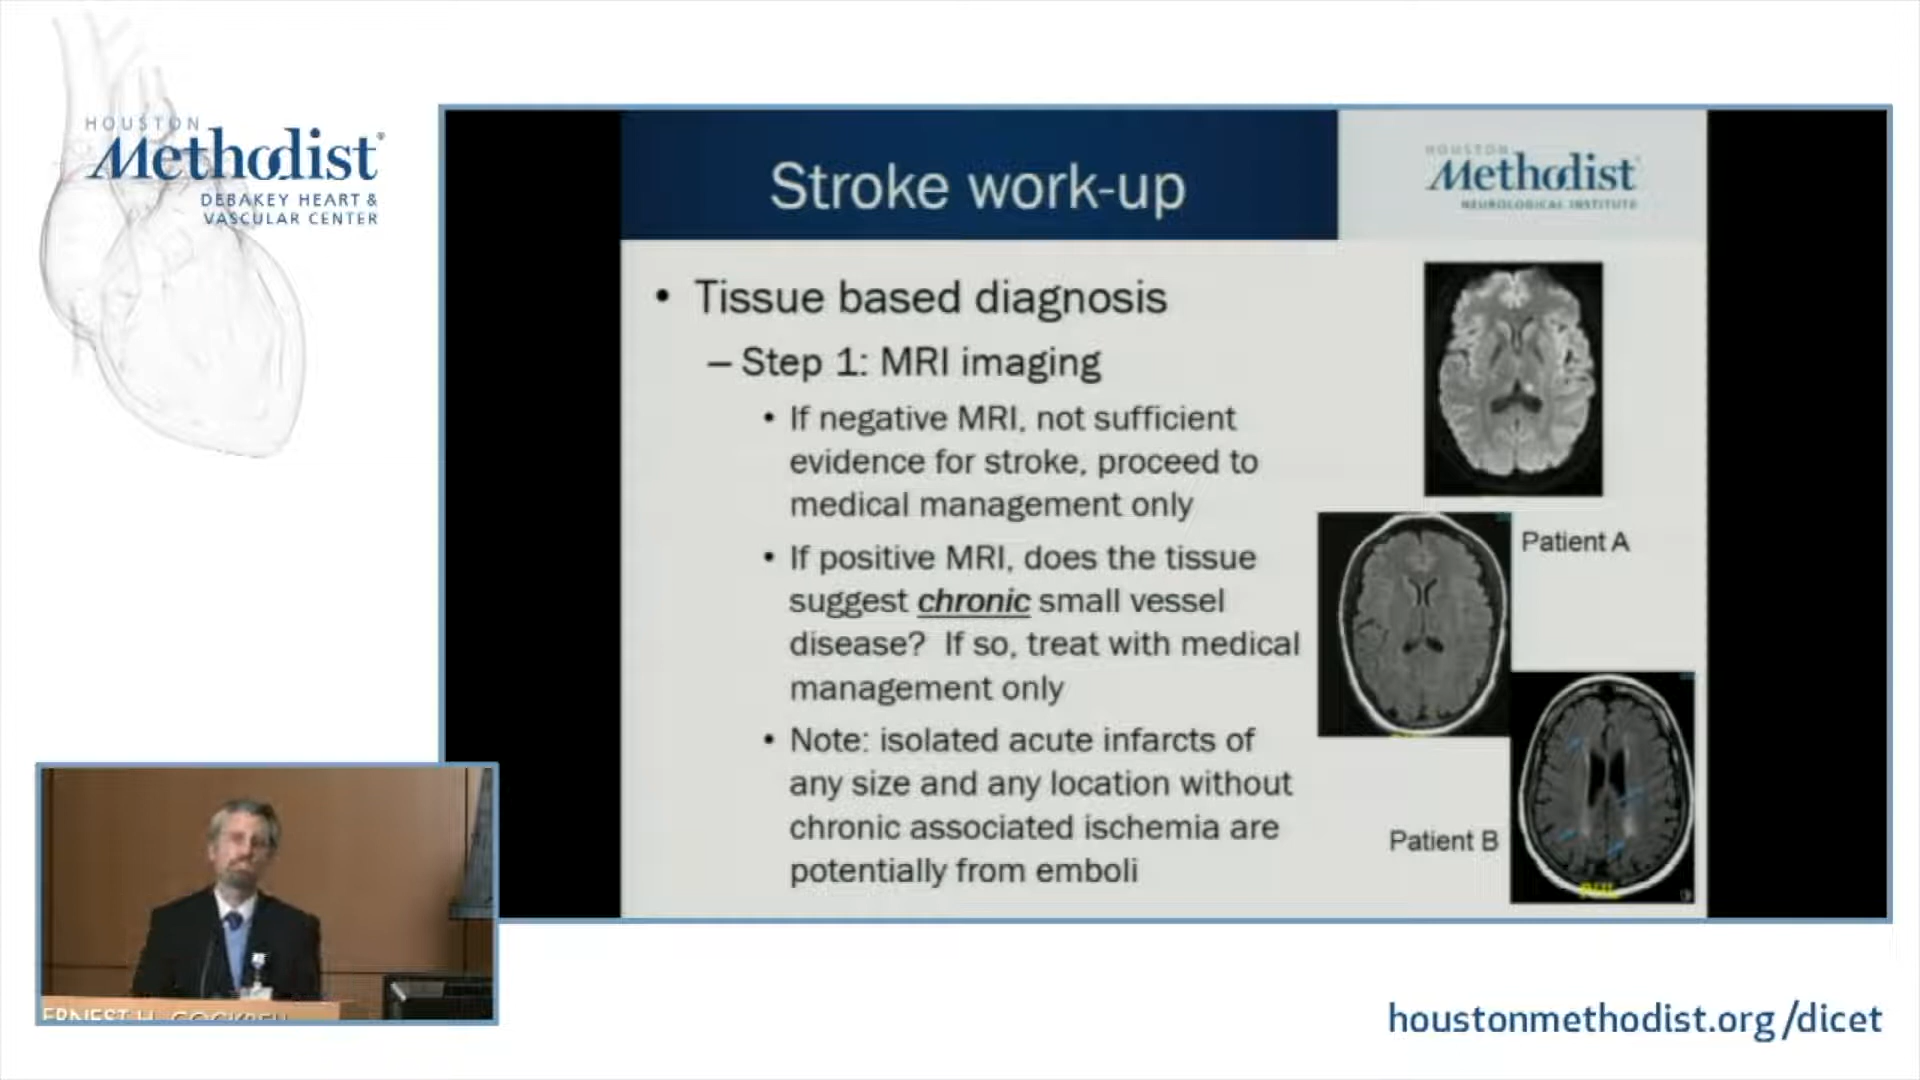 HOUSTON
Methodist®
DEBAKEY HEART &
VASCULAR CENTER
Stroke work-up
HOUSTON
Methodist
NEUROLOGICAL INSTITUTE
• Tissue based diagnosis
– Step 1: MRI imaging
• If negative MRI, not sufficient
evidence for stroke, proceed to
medical management only
• If positive MRI, does the tissue
suggest chronic small vessel
disease? If so, treat with medical
management only
• Note: isolated acute infarcts of
any size and any location without
chronic associated ischemia are
potentially from emboli
Patient A
Patient B
ERNEST H. COCKRELL
houstonmethodist.org/dicet